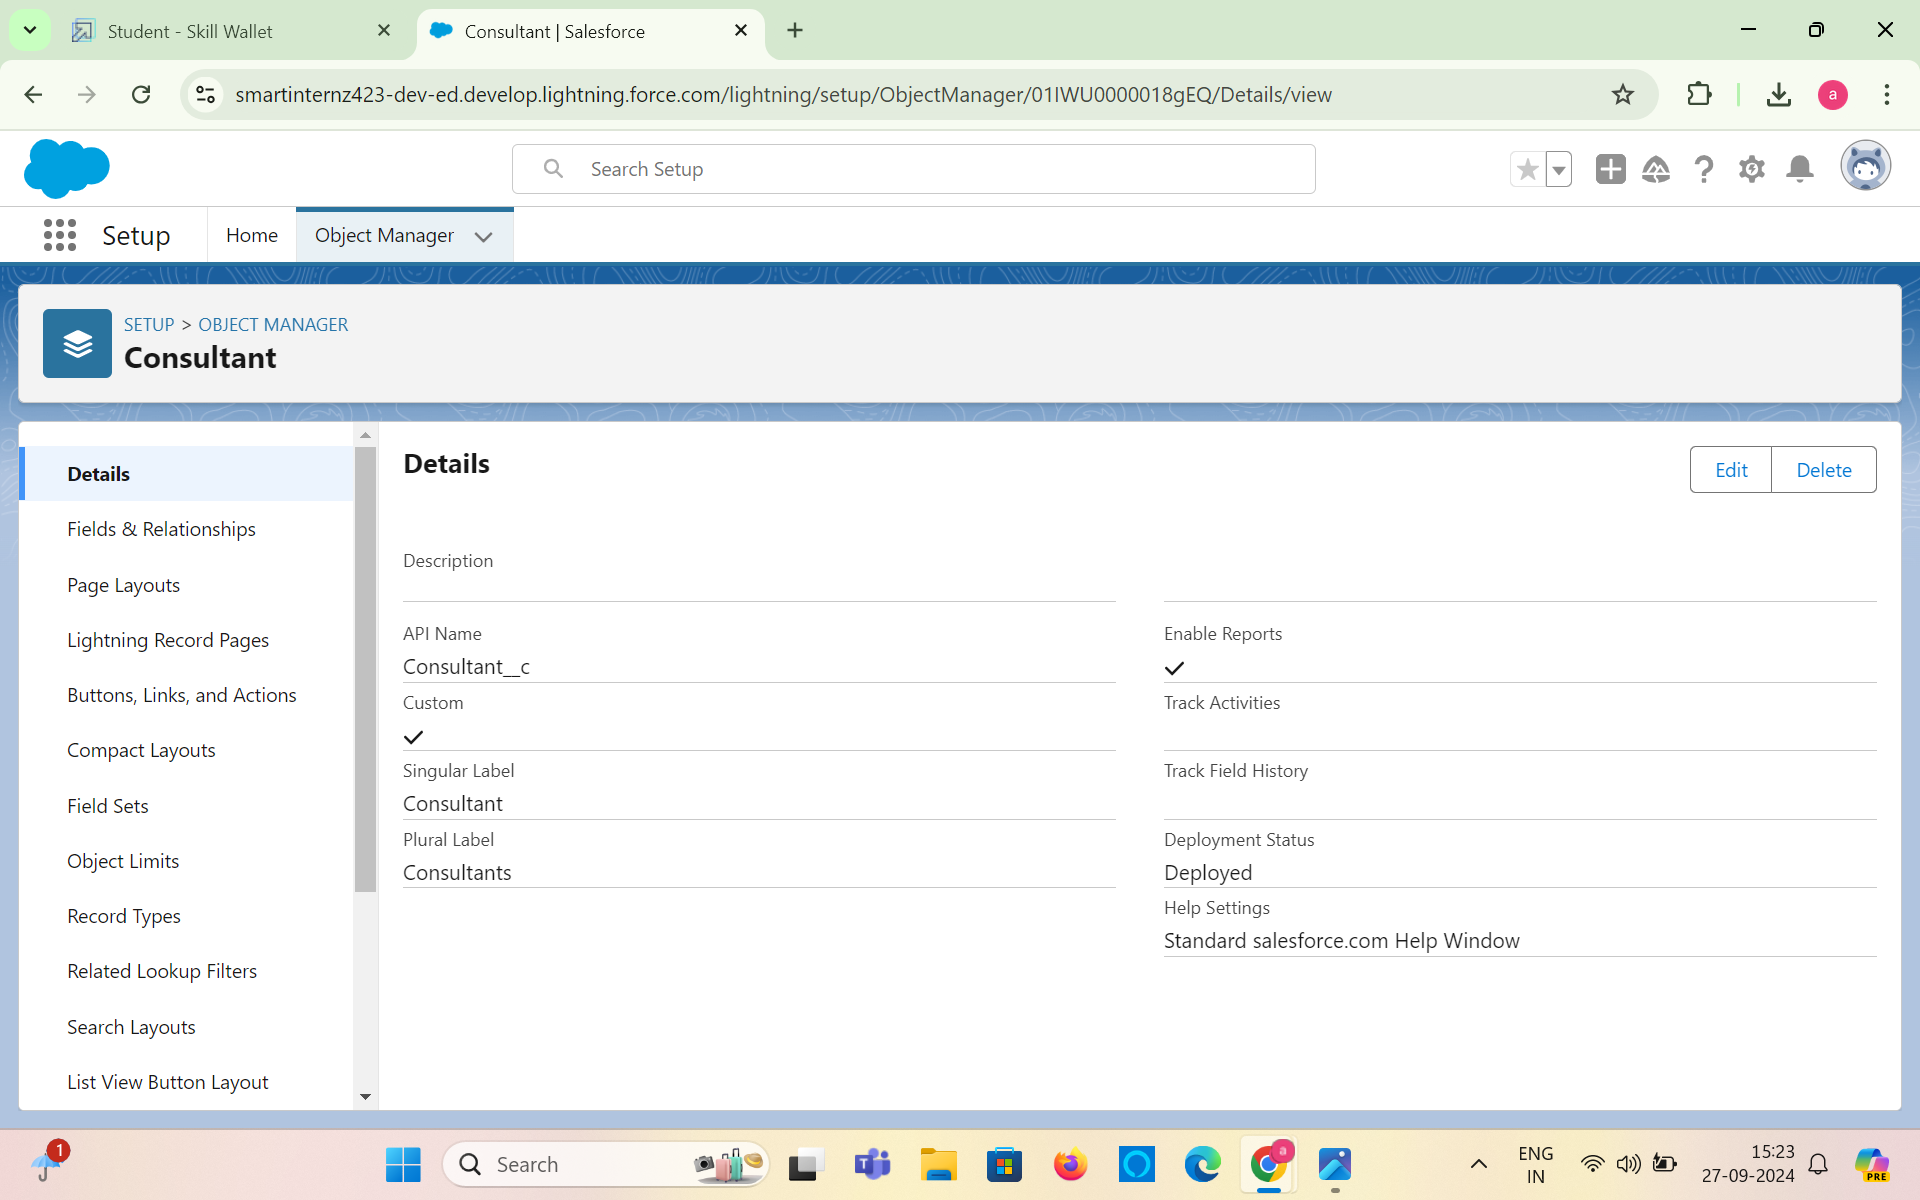 Student - Skill Wallet
Consultant | Salesforce
smartinternz423-dev-ed.develop.lightning.force.com/lightning/setup/ObjectManager/01IWU0000018gEQ/Details/view
a
Search Setup
Setup
Home
Object Manager
SETUP > OBJECT MANAGER
Consultant
Details
Fields & Relationships
Page Layouts
Lightning Record Pages
Buttons, Links, and Actions
Compact Layouts
Field Sets
Object Limits
Record Types
Related Lookup Filters
Search Layouts
List View Button Layout
Details
Edit
Delete
Description
API Name
Consultant__c
Custom
Singular Label
Consultant
Plural Label
Consultants
Enable Reports
Track Activities
Track Field History
Deployment Status
Deployed
Help Settings
Standard salesforce.com Help Window
1
Search
a
ENG
IN
15:23
27-09-2024
PRE